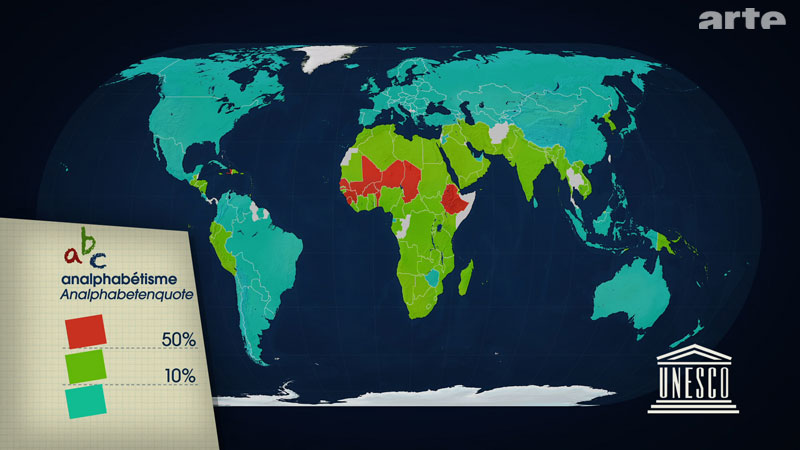 arte
abc
analphabétisme
Analphabetenquote
50%
10%
UNESCO